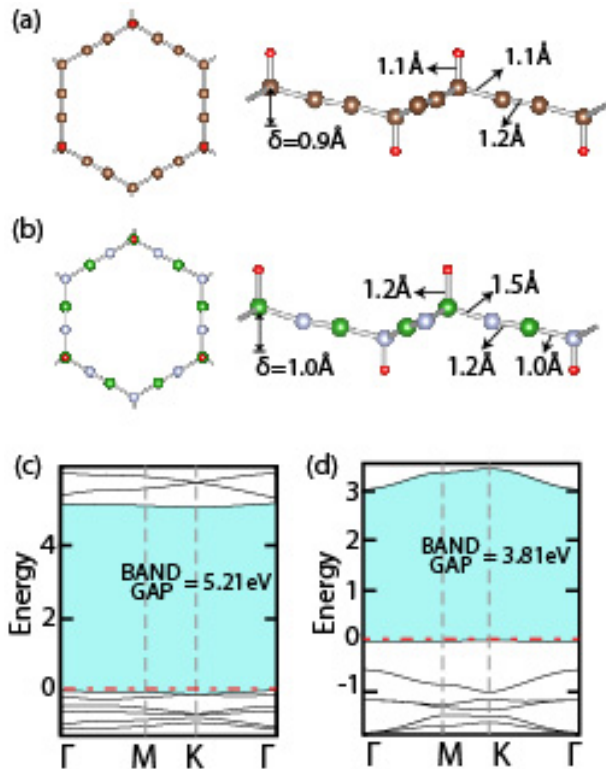 (a)
1.1Å
1.1Å
δ=0.9Å
1.2Å
(b)
1.2Å
1.5Å
δ=1.0Å
1.2Å
1.0Å
(c)
(d)
Energy
4
2
0
BAND
GAP = 5.21eV
Γ M K Γ
Energy
3
2
1
0
-1
BAND
GAP = 3.81eV
Γ M K Γ